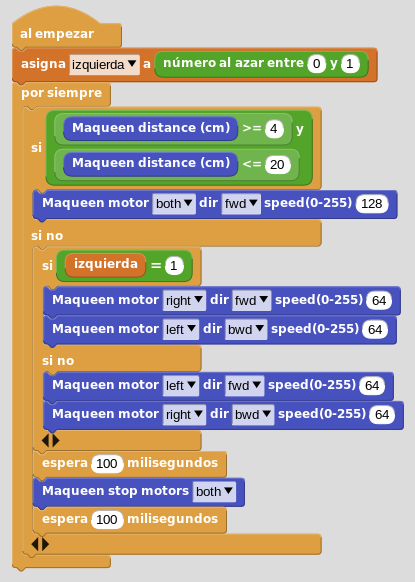 al empezar
asigna izquierda a número al azar entre 0 y 1
por siempre
si Maqueen distance (cm) >= 4 y
Maqueen distance (cm) <= 20
Maqueen motor both dir fwd speed(0-255) 128
si no
si izquierda = 1
Maqueen motor right dir fwd speed(0-255) 64
Maqueen motor left dir bwd speed(0-255) 64
si no
Maqueen motor left dir fwd speed(0-255) 64
Maqueen motor right dir bwd speed(0-255) 64
espera 100 milisegundos
Maqueen stop motors both
espera 100 milisegundos